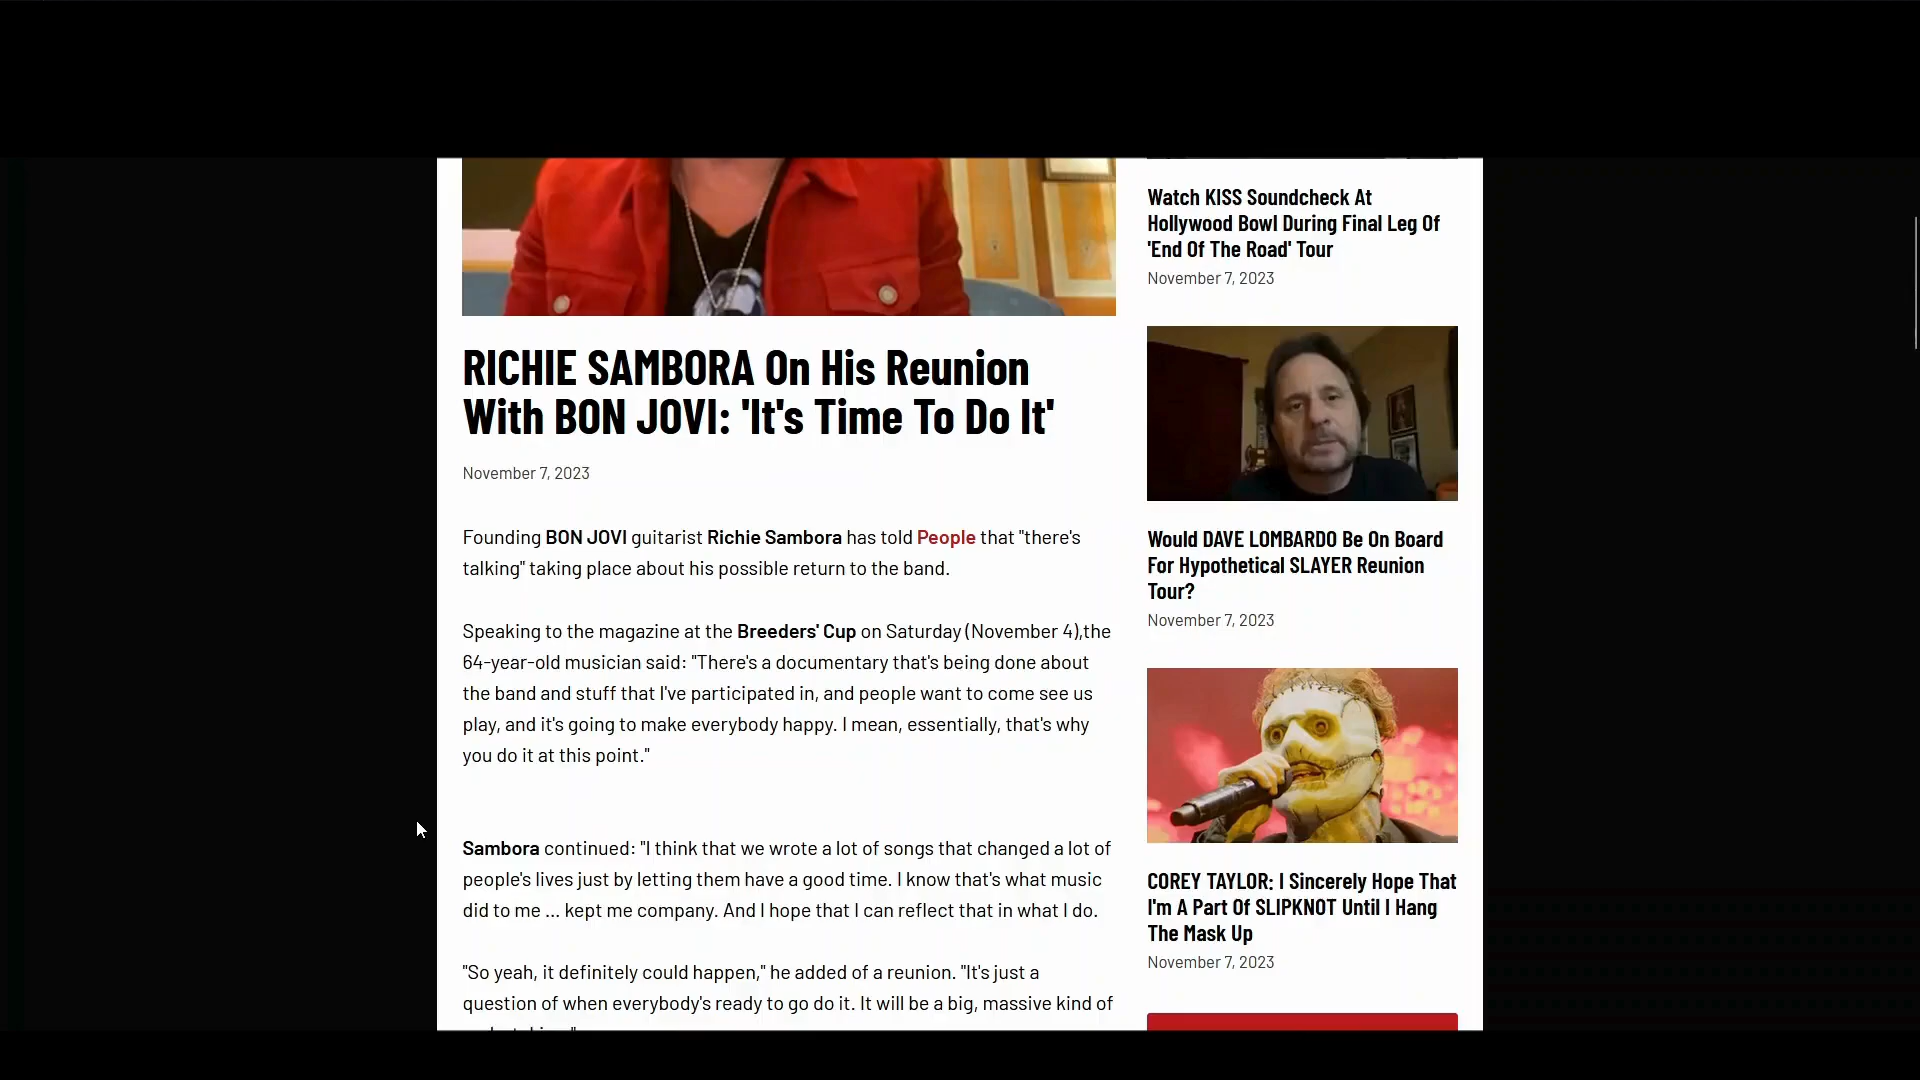 RICHIE SAMBORA On His Reunion
With BON JOVI: 'It's Time To Do It'
November 7, 2023
Founding BON JOVI guitarist Richie Sambora has told People that "there's
talking" taking place about his possible return to the band.
Speaking to the magazine at the Breeders' Cup on Saturday (November 4),the
64-year-old musician said: "There's a documentary that's being done about
the band and stuff that I've participated in, and people want to come see us
play, and it's going to make everybody happy. I mean, essentially, that's why
you do it at this point."
Sambora continued: "I think that we wrote a lot of songs that changed a lot of
people's lives just by letting them have a good time. I know that's what music
did to me ... kept me company. And I hope that I can reflect that in what I do.
"So yeah, it definitely could happen," he added of a reunion. "It's just a
question of when everybody's ready to go do it. It will be a big, massive kind of
Watch KISS Soundcheck At
Hollywood Bowl During Final Leg Of
'End Of The Road' Tour
November 7, 2023
Would DAVE LOMBARDO Be On Board
For Hypothetical SLAYER Reunion
Tour?
November 7, 2023
COREY TAYLOR: I Sincerely Hope That
I'm A Part Of SLIPKNOT Until I Hang
The Mask Up
November 7, 2023